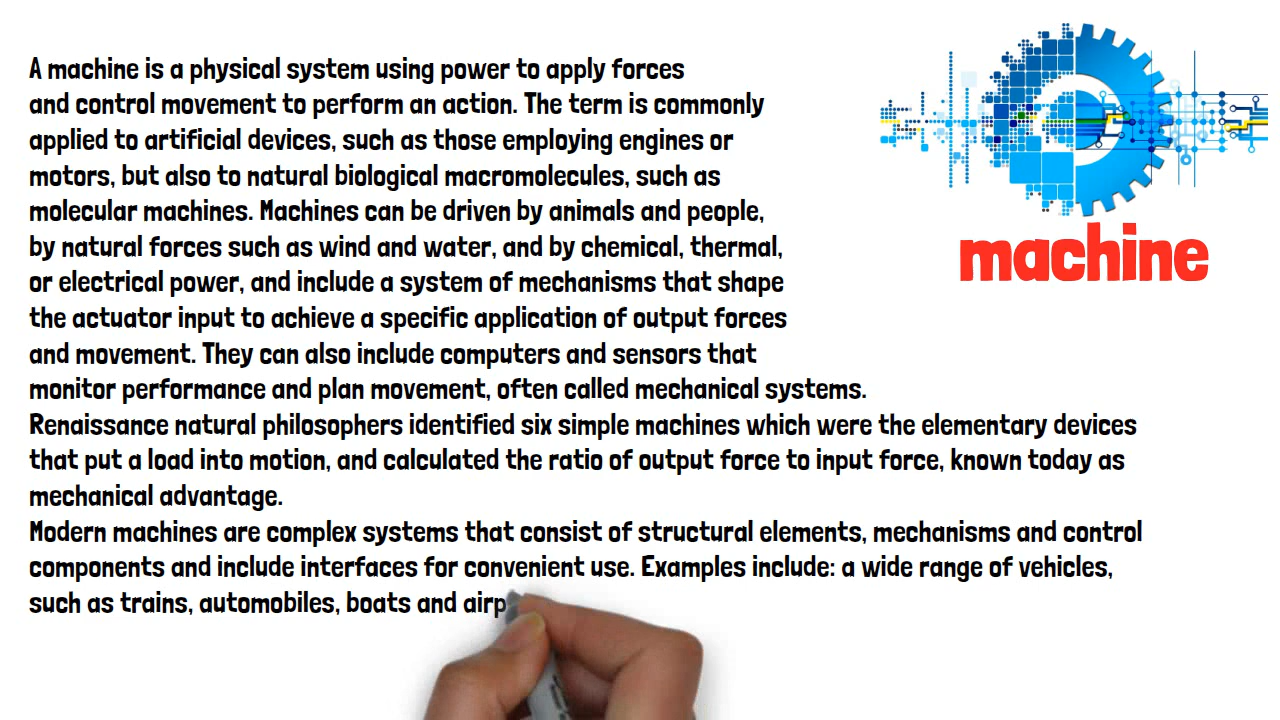 A machine is a physical system using power to apply forces
and control movement to perform an action. The term is commonly
applied to artificial devices, such as those employing engines or
motors, but also to natural biological macromolecules, such as
molecular machines. Machines can be driven by animals and people,
by natural forces such as wind and water, and by chemical, thermal,
or electrical power, and include a system of mechanisms that shape
the actuator input to achieve a specific application of output forces
and movement. They can also include computers and sensors that
monitor performance and plan movement, often called mechanical systems.
Renaissance natural philosophers identified six simple machines which were the elementary devices
that put a load into motion, and calculated the ratio of output force to input force, known today as
mechanical advantage.
Modern machines are complex systems that consist of structural elements, mechanisms and control
components and include interfaces for convenient use. Examples include: a wide range of vehicles,
such as trains, automobiles, boats and airp
machine